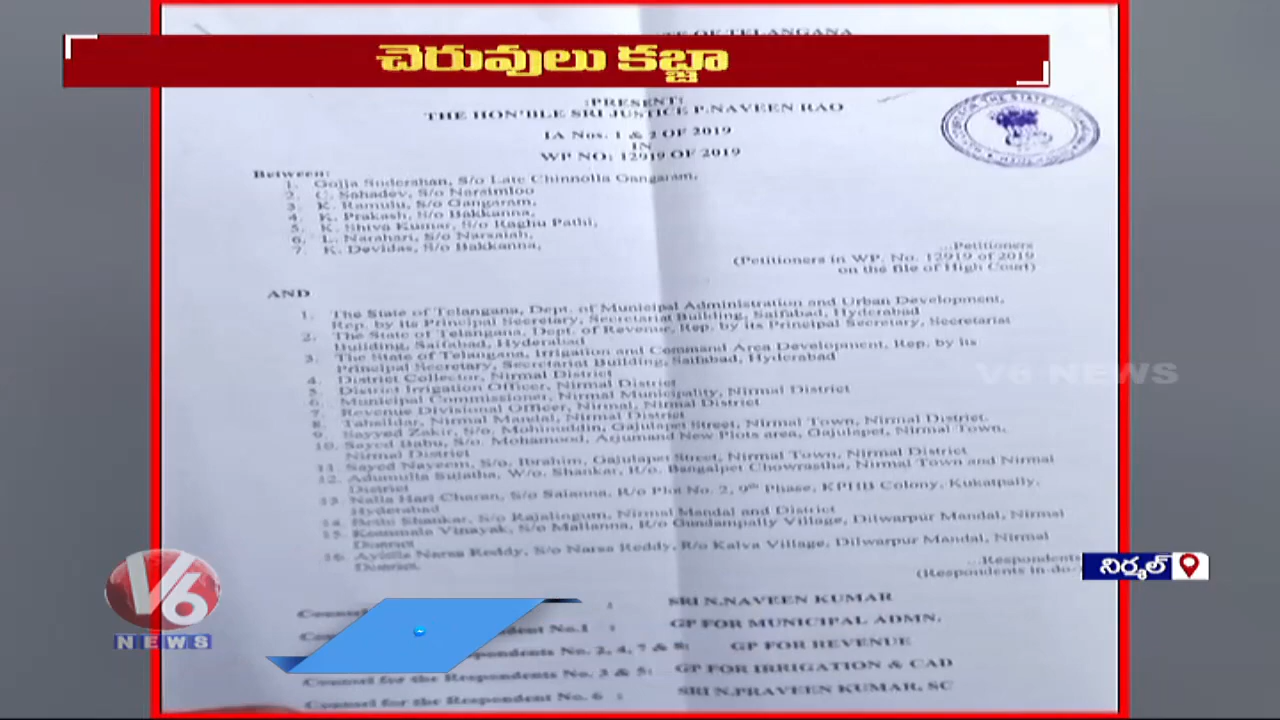 OF TELANGANA
చెరువులు కబ్జా
:PRESENT:
THE HON'BLE SRI JUSTICE P.NAVEEN RAO
IA Nos. 1 & 2 OF 2019
IN
WP NO: 12919 OF 2019
Between:
1. Gojja Sudershan, S/o Late Chinnolla Gangaram,
2. C. Sahadev, S/o Narsimloo
3. K. Ramulu, S/o Gangaram,
4. K. Prakash, S/o Bakkanna,
5. K. Shiva Kumar, S/o Raghu Pathi,
6. L. Narahari, S/o Narsaiah,
7. K. Devidas, S/o Bakkanna,
...Petitioners
(Petitioners in WP. No. 12919 of 2019
on the file of High Court)
AND
1. The State of Telangana, Dept. of Municipal Administration and Urban Development,
Rep. by its Principal Secretary, Secretariat Building, Saifabad, Hyderabad
2. The State of Telangana, Dept. of Revenue, Rep. by its Principal Secretary, Secretariat
Building, Saifabad, Hyderabad
3. The State of Telangana, Irrigation and Command Area Development, Rep. by its
Principal Secretary, Secretariat Building, Saifabad, Hyderabad
4. District Collector, Nirmal District
5. District Irrigation Officer, Nirmal District
6. Municipal Commissioner, Nirmal Municipality, Nirmal District
7. Revenue Divisional Officer, Nirmal, Nirmal District
8. Tahsildar, Nirmal Mandal, Nirmal District
9. Sayyed Zakir, S/o. Mohinuddin, Gajulapet Street, Nirmal Town, Nirmal District.
10. Sayed Babu, S/o. Mohamood, Arjumand New Plots area, Gajulapet, Nirmal Town,
Nirmal District
11. Sayed Nayeem, S/o. Ibrahim, Gajulapet Street, Nirmal Town, Nirmal District
12. Adumulla Sujatha, W/o. Shankar, R/o. Bangalpet Chowrastha, Nirmal Town and Nirmal
District
13. Nalla Hari Charan, S/o Saianna, R/o Plot No. 2, 9th Phase, KPHB Colony, Kukatpally,
Hyderabad
14. Shankar, S/o Rajalingum, Nirmal Mandal and District
15. Vinayak, S/o Mallanna, R/o Gundampally Village, Dilwarpur Mandal, Nirmal
District
16. Narsa Reddy, S/o Narsa Reddy, R/o Kalva Village, Dilwarpur Mandal, Nirmal
District.
...Respondents
(Respondents in-do-
: SRI N.NAVEEN KUMAR
No.1 : GP FOR MUNICIPAL ADMN.
No. 2, 4, 7 & 8: GP FOR REVENUE
Counsel for the Respondents No. 3 & 5: GP FOR IRRIGATION & CAD
Counsel for the Respondent No. 6 : SRI N.PRAVEEN KUMAR, SC
V6 NEWS
నిర్మల్
V6
NEWS